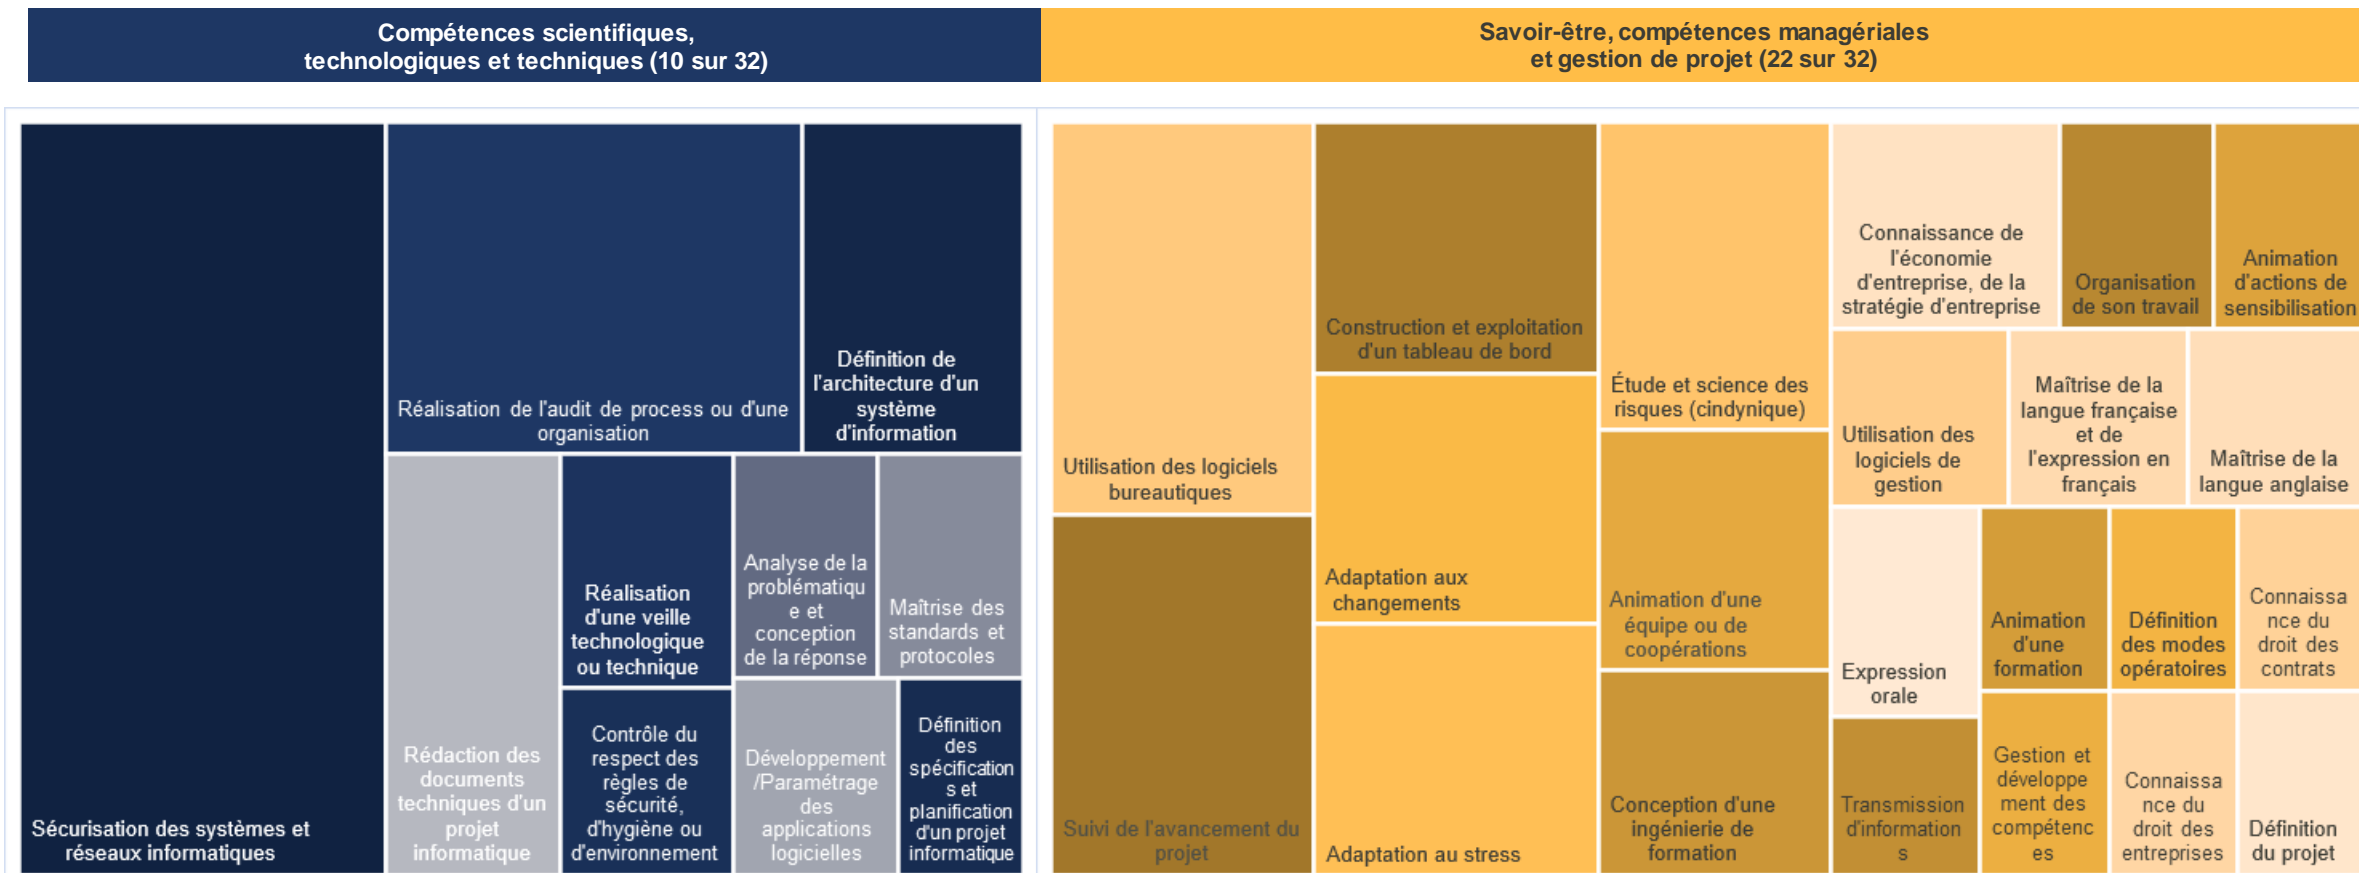 Compétences scientifiques,
technologiques et techniques (10 sur 32)
Savoir-être, compétences managériales
et gestion de projet (22 sur 32)
Sécurisation des systèmes et
réseaux informatiques
Réalisation de l'audit de process ou d'une
organisation
Définition de
l'architecture d'un
système
d'information
Rédaction des
documents
techniques d'un
projet
informatique
Réalisation
d'une veille
technologique
ou technique
Contrôle du
respect des
règles de
sécurité,
d'hygiène ou
d'environnement
Analyse de la
problématiqu
e et
conception
de la réponse
Maîtrise des
standards et
protocoles
Développement
/Paramétrage
des
applications
logicielles
Définition
des
spécification
s et
planification
d'un projet
informatique
Utilisation des logiciels
bureautiques
Suivi de l'avancement du
projet
Construction et exploitation
d'un tableau de bord
Adaptation aux
changements
Adaptation au stress
Étude et science des
risques (cindynique)
Animation d'une
équipe ou de
coopérations
Conception d'une
ingénierie de
formation
Connaissance de
l'économie
d'entreprise, de la
stratégie d'entreprise
Organisation
de son travail
Animation
d'actions de
sensibilisation
Utilisation des
logiciels de
gestion
Maîtrise de la
langue française
et de
l'expression en
français
Maîtrise de la
langue anglaise
Expression
orale
Transmission
d'information
s
Animation
d'une
formation
Définition
des modes
opératoires
Connaissa
nce du
droit des
contrats
Gestion et
développe
ment des
compétenc
es
Connaissa
nce du
droit des
entreprises
Définition
du projet